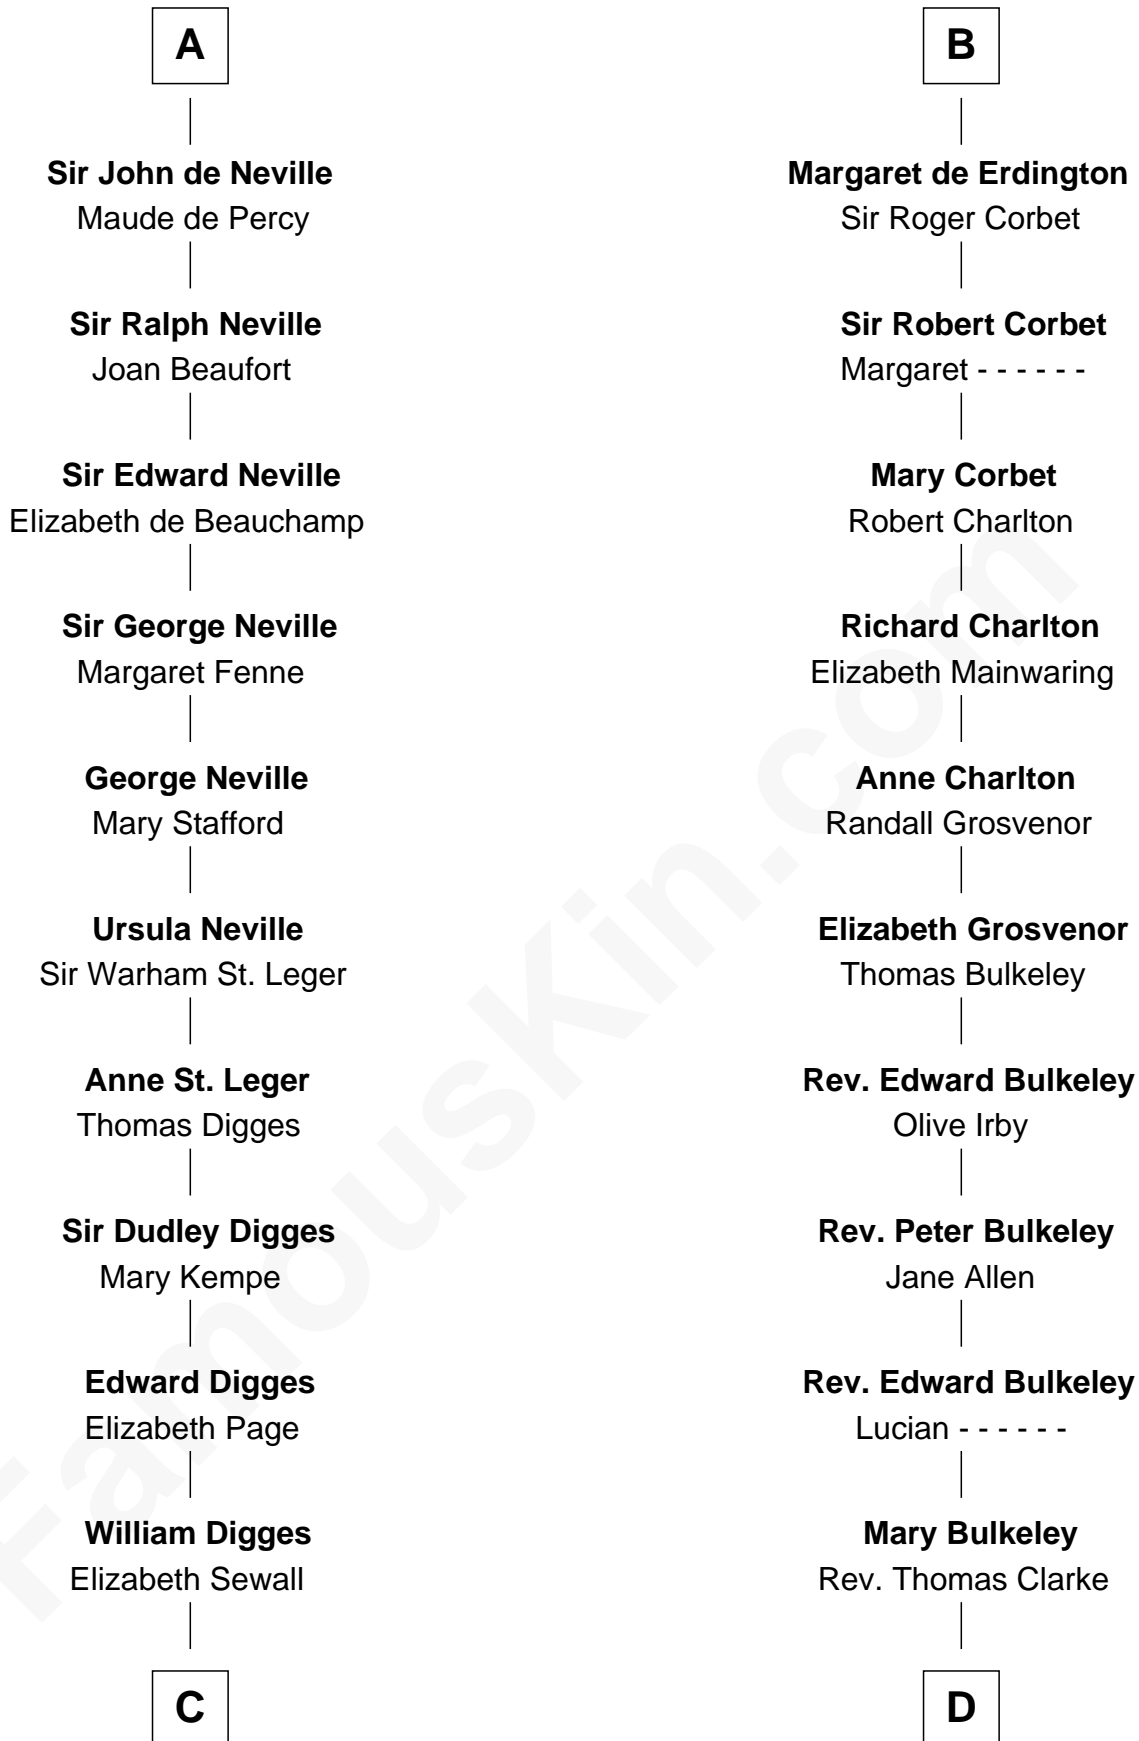 A
Sir John de Neville
Maude de Percy
Sir Ralph Neville
Joan Beaufort
Sir Edward Neville
Elizabeth de Beauchamp
Sir George Neville
Margaret Fenne
George Neville
Mary Stafford
Ursula Neville
Sir Warham St. Leger
Anne St. Leger
Thomas Digges
Sir Dudley Digges
Mary Kempe
Edward Digges
Elizabeth Page
William Digges
Elizabeth Sewall
C
B
Margaret de Erdington
Sir Roger Corbet
Sir Robert Corbet
Margaret - - - - - -
Mary Corbet
Robert Charlton
Richard Charlton
Elizabeth Mainwaring
Anne Charlton
Randall Grosvenor
Elizabeth Grosvenor
Thomas Bulkeley
Rev. Edward Bulkeley
Olive Irby
Rev. Peter Bulkeley
Jane Allen
Rev. Edward Bulkeley
Lucian - - - - - -
Mary Bulkeley
Rev. Thomas Clarke
D
FamousKin.com